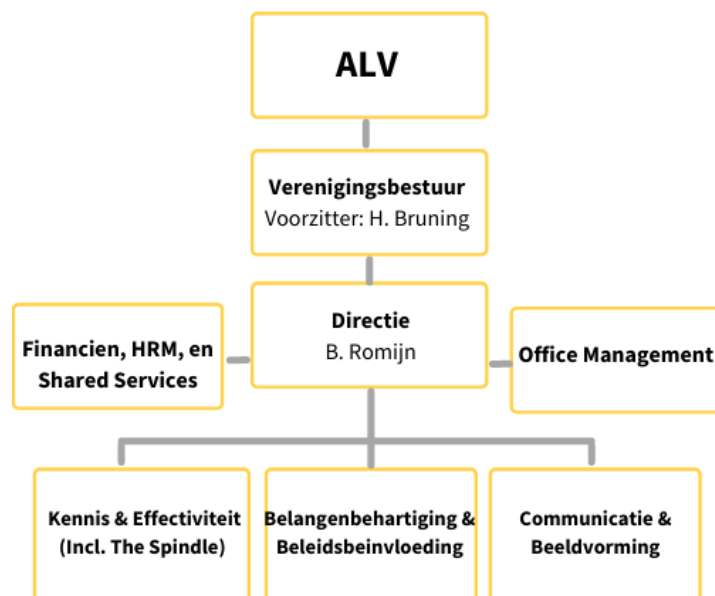 ALV
Verenigingsbestuur
Voorzitter: H. Bruning
Directie
B. Romijn
Financien, HRM, en
Shared Services
Office Management
Kennis & Effectiviteit
(Incl. The Spindle)
Belangenbehartiging &
Beleidsbeinvloeding
Communicatie &
Beeldvorming